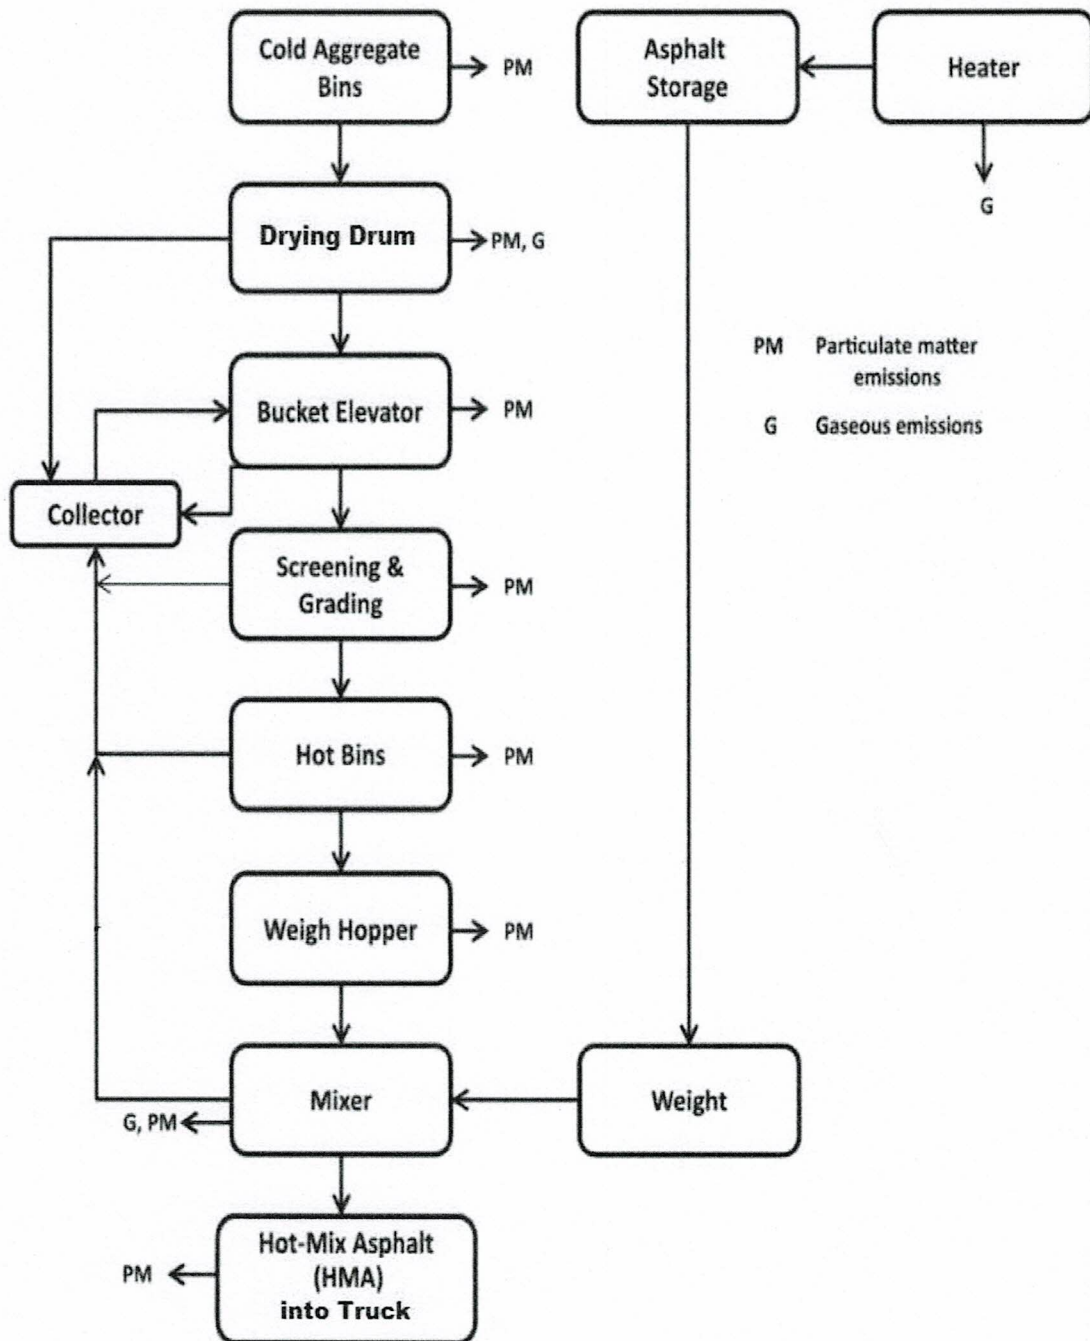 Cold Aggregate
Bins
PM
Asphalt
Storage
Heater
G
Drying Drum
PM, G
PM Particulate matter
emissions
G Gaseous emissions
Bucket Elevator
PM
Collector
Screening &
Grading
PM
Hot Bins
PM
Weigh Hopper
PM
Mixer
G, PM
Weight
Hot-Mix Asphalt
(HMA)
into Truck
PM